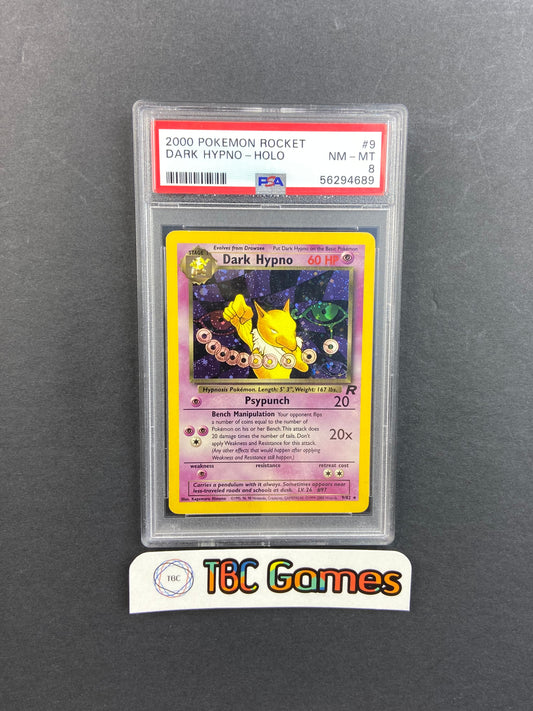 2000 POKEMON ROCKET #9
DARK HYPNO - HOLO NM - MT
8
PSA 56294689
Evolves from Drowzee Put Dark Hypno on the Basic Pokémon
STAGE 1 Dark Hypno 60 HP
Hypnosis Pokémon. Length: 5' 3", Weight: 167 lbs.
R
Psypunch 20
Bench Manipulation Your opponent flips
a number of coins equal to the number of
Pokémon on his or her Bench. This attack does
20 damage times the number of tails. Don't 20x
apply Weakness and Resistance for this attack.
(Any other effects that would happen after applying
Weakness and Resistance still happen.)
weakness resistance retreat cost
Carries a pendulum with it always. Sometimes appears near
less-traveled roads and schools at dusk. LV. 26 #97
Illus. Kagemaru Himeno 9/82
TBC TBC Games